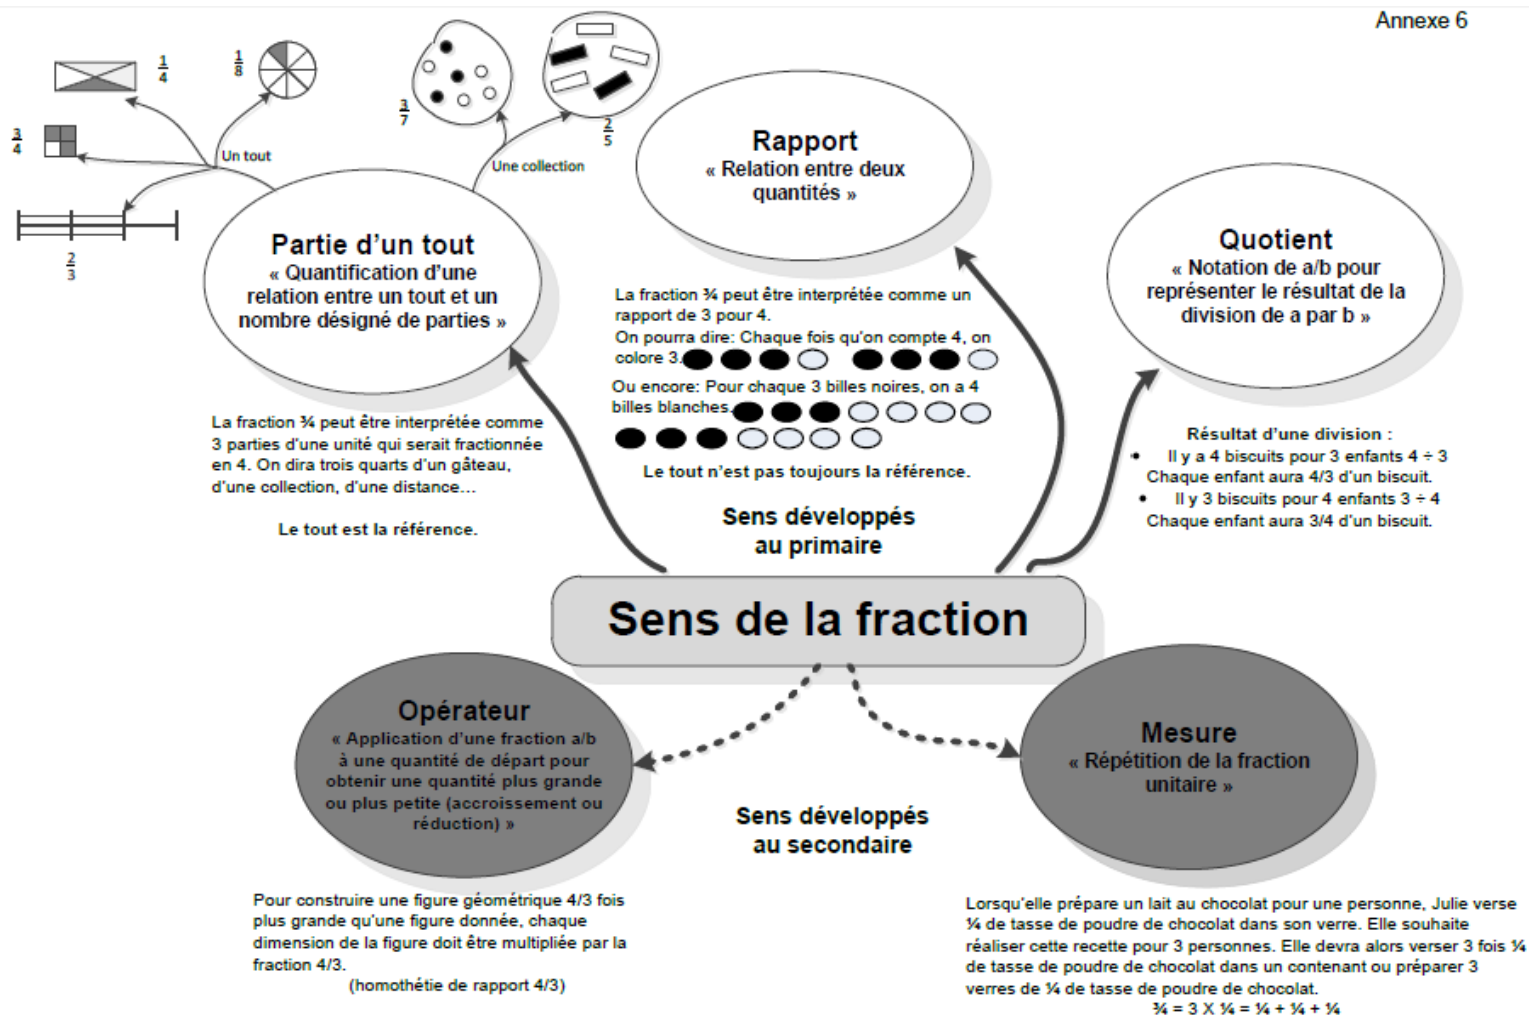 Annexe 6
1/4
1/8
3/4
Un tout
2/3
3/7
2/5
Une collection
Partie d'un tout
« Quantification d'une
relation entre un tout et un
nombre désigné de parties »
La fraction ¾ peut être interprétée comme
3 parties d'une unité qui serait fractionnée
en 4. On dira trois quarts d'un gâteau,
d'une collection, d'une distance…
Le tout est la référence.
Rapport
« Relation entre deux
quantités »
La fraction ¾ peut être interprétée comme un
rapport de 3 pour 4.
On pourra dire: Chaque fois qu'on compte 4, on
colore 3.
Ou encore: Pour chaque 3 billes noires, on a 4
billes blanches.
Le tout n'est pas toujours la référence.
Quotient
« Notation de a/b pour
représenter le résultat de la
division de a par b »
Résultat d'une division :
• Il y a 4 biscuits pour 3 enfants 4 ÷ 3
Chaque enfant aura 4/3 d'un biscuit.
• Il y 3 biscuits pour 4 enfants 3 ÷ 4
Chaque enfant aura 3/4 d'un biscuit.
Sens développés
au primaire
Sens de la fraction
Opérateur
« Application d'une fraction a/b
à une quantité de départ pour
obtenir une quantité plus grande
ou plus petite (accroissement ou
réduction) »
Pour construire une figure géométrique 4/3 fois
plus grande qu'une figure donnée, chaque
dimension de la figure doit être multipliée par la
fraction 4/3.
(homothétie de rapport 4/3)
Sens développés
au secondaire
Mesure
« Répétition de la fraction
unitaire »
Lorsqu'elle prépare un lait au chocolat pour une personne, Julie verse
¼ de tasse de poudre de chocolat dans son verre. Elle souhaite
réaliser cette recette pour 3 personnes. Elle devra alors verser 3 fois ¼
de tasse de poudre de chocolat dans un contenant ou préparer 3
verres de ¼ de tasse de poudre de chocolat.
¾ = 3 X ¼ = ¼ + ¼ + ¼